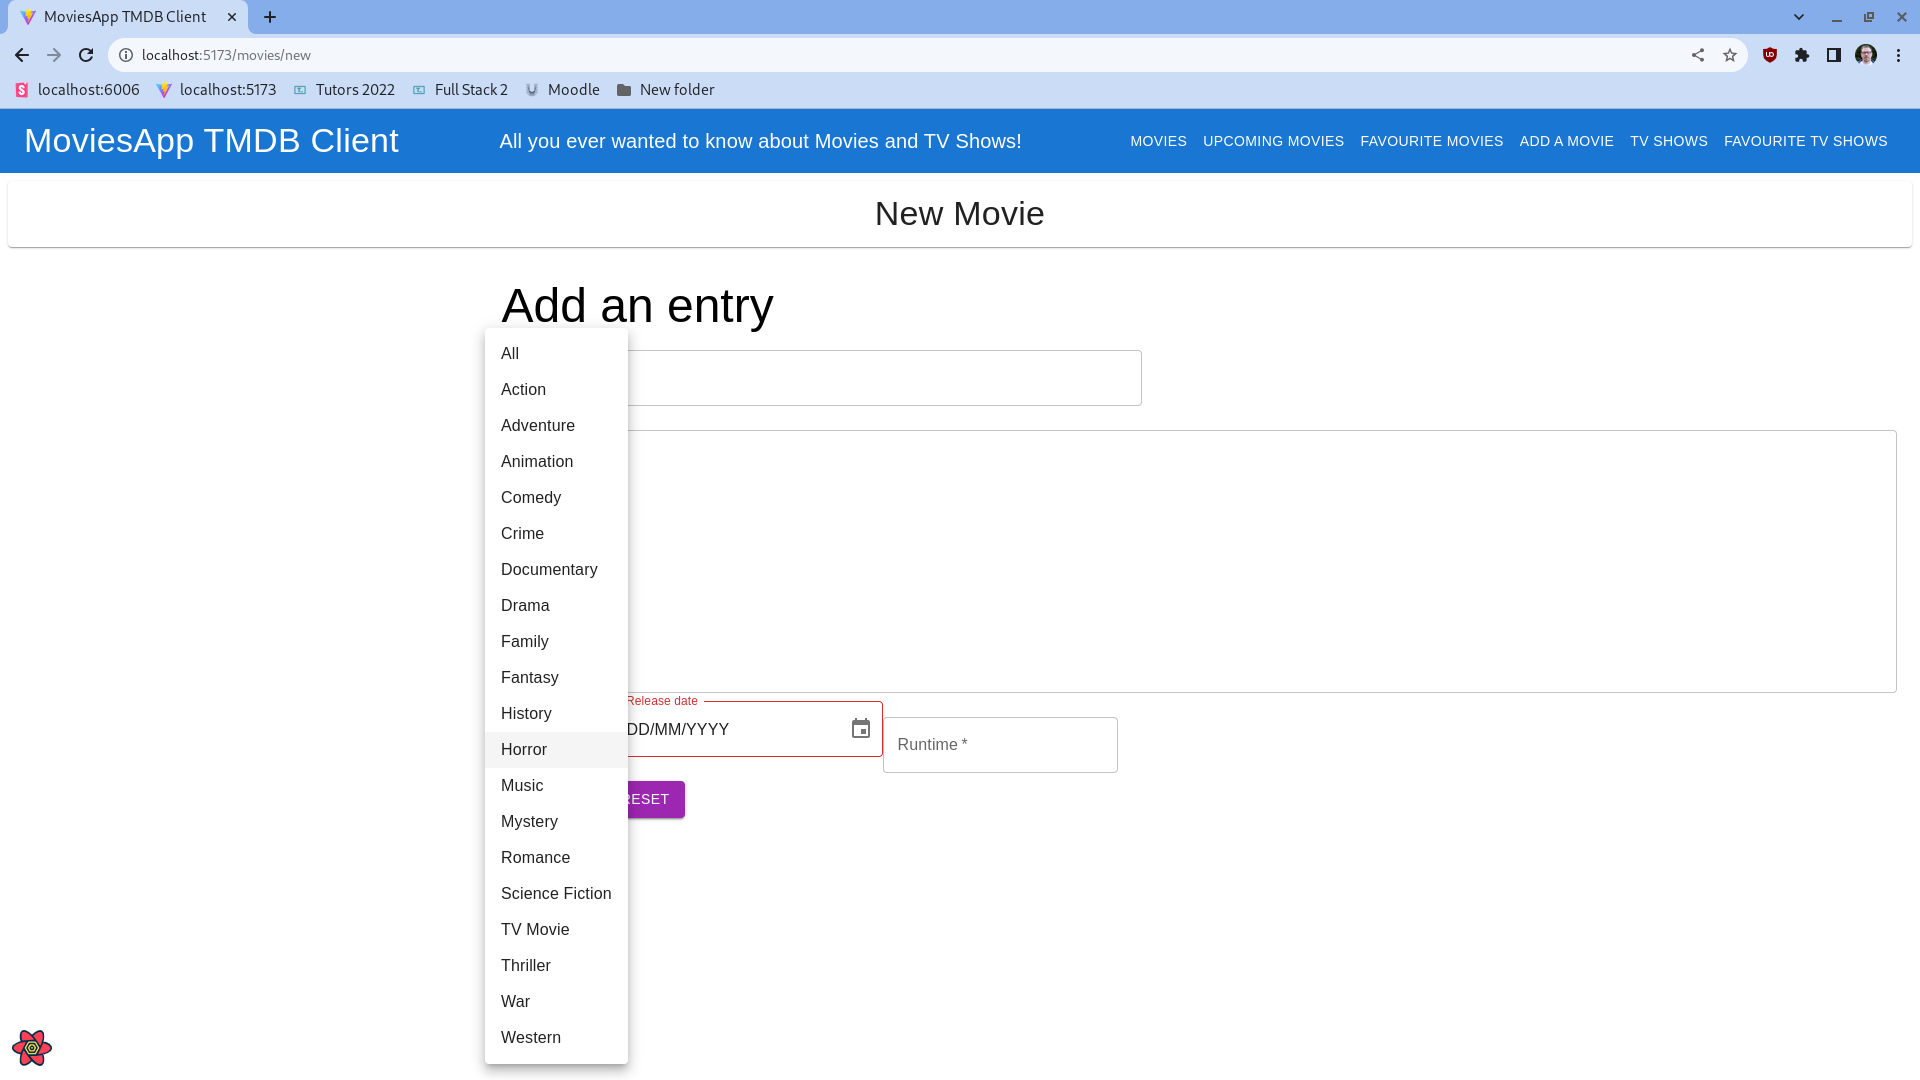 MoviesApp TMDB Client
localhost:5173/movies/new
localhost:6006 localhost:5173 Tutors 2022 Full Stack 2 Moodle New folder
MoviesApp TMDB Client All you ever wanted to know about Movies and TV Shows! MOVIES UPCOMING MOVIES FAVOURITE MOVIES ADD A MOVIE TV SHOWS FAVOURITE TV SHOWS
New Movie
Add an entry
All
Action
Adventure
Animation
Comedy
Crime
Documentary
Drama
Family
Fantasy
History
Horror
Music
Mystery
Romance
Science Fiction
TV Movie
Thriller
War
Western
Release date
DD/MM/YYYY
Runtime *
RESET